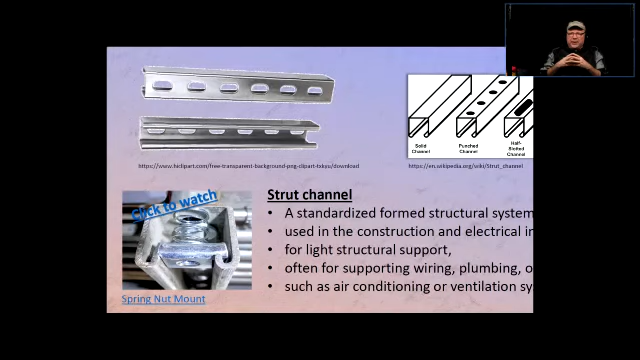 https://www.hiclipart.com/free-transparent-background-png-clipart-txkyu/download
Solid
Channel
Punched
Channel
Half-
Slotted
Channel
https://en.wikipedia.org/wiki/Strut_channel
Click to watch
Spring Nut Mount
Strut channel
• A standardized formed structural system
• used in the construction and electrical in
• for light structural support,
• often for supporting wiring, plumbing, o
• such as air conditioning or ventilation sy